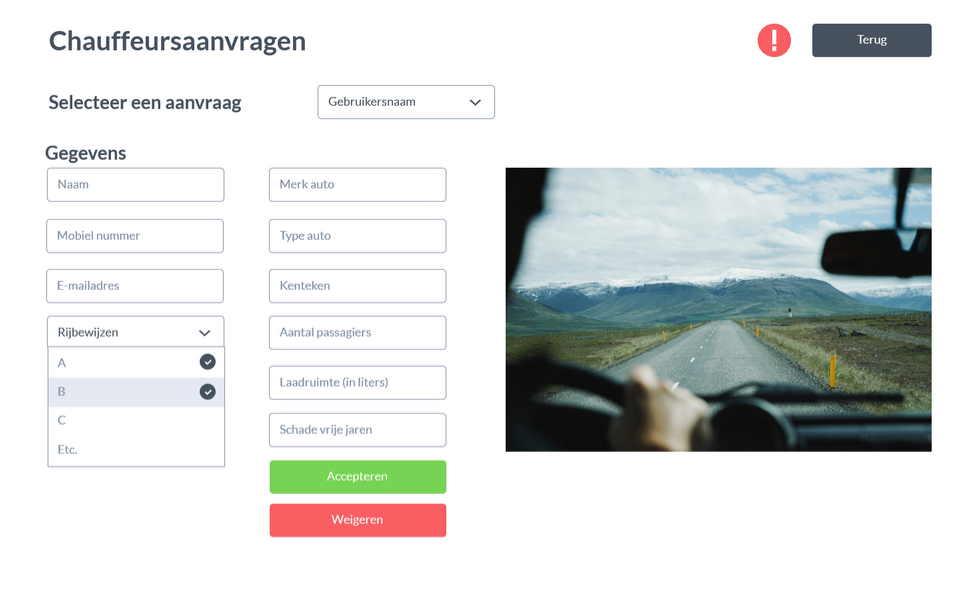 Chauffeursaanvragen
!
Terug
Selecteer een aanvraag
Gebruikersnaam
Gegevens
Naam
Merk auto
Mobiel nummer
Type auto
E-mailadres
Kenteken
Rijbewijzen
Aantal passagiers
A
B
C
Etc.
Laadruimte (in liters)
Schade vrije jaren
Accepteren
Weigeren